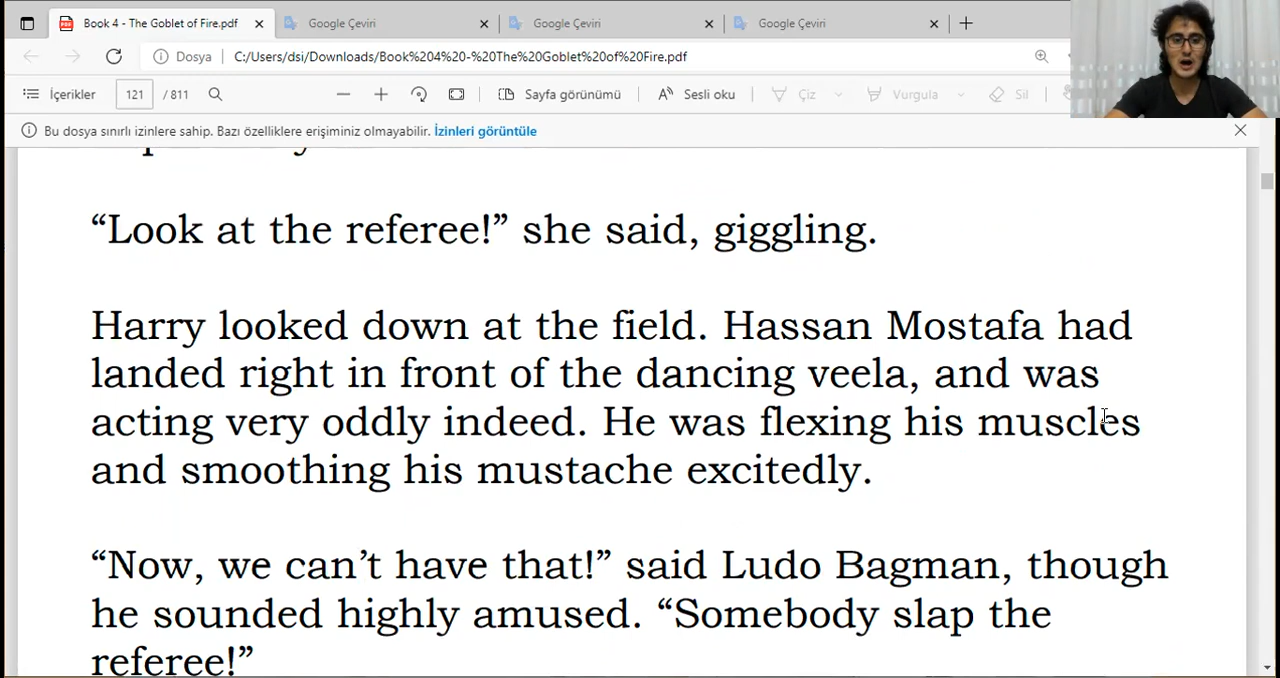 Book 4 - The Goblet of Fire.pdf
Google Çeviri
Google Çeviri
Google Çeviri
Dosya C:/Users/dsi/Downloads/Book%204%20-%20The%20Goblet%20of%20Fire.pdf
İçerikler 121 / 811 Sayfa görünümü Sesli oku Çiz Vurgula Sil
Bu dosya sınırlı izinlere sahip. Bazı özelliklere erişiminiz olmayabilir. İzinleri görüntüle
“Look at the referee!” she said, giggling.
Harry looked down at the field. Hassan Mostafa had
landed right in front of the dancing veela, and was
acting very oddly indeed. He was flexing his muscles
and smoothing his mustache excitedly.
“Now, we can’t have that!” said Ludo Bagman, though
he sounded highly amused. “Somebody slap the
referee!”